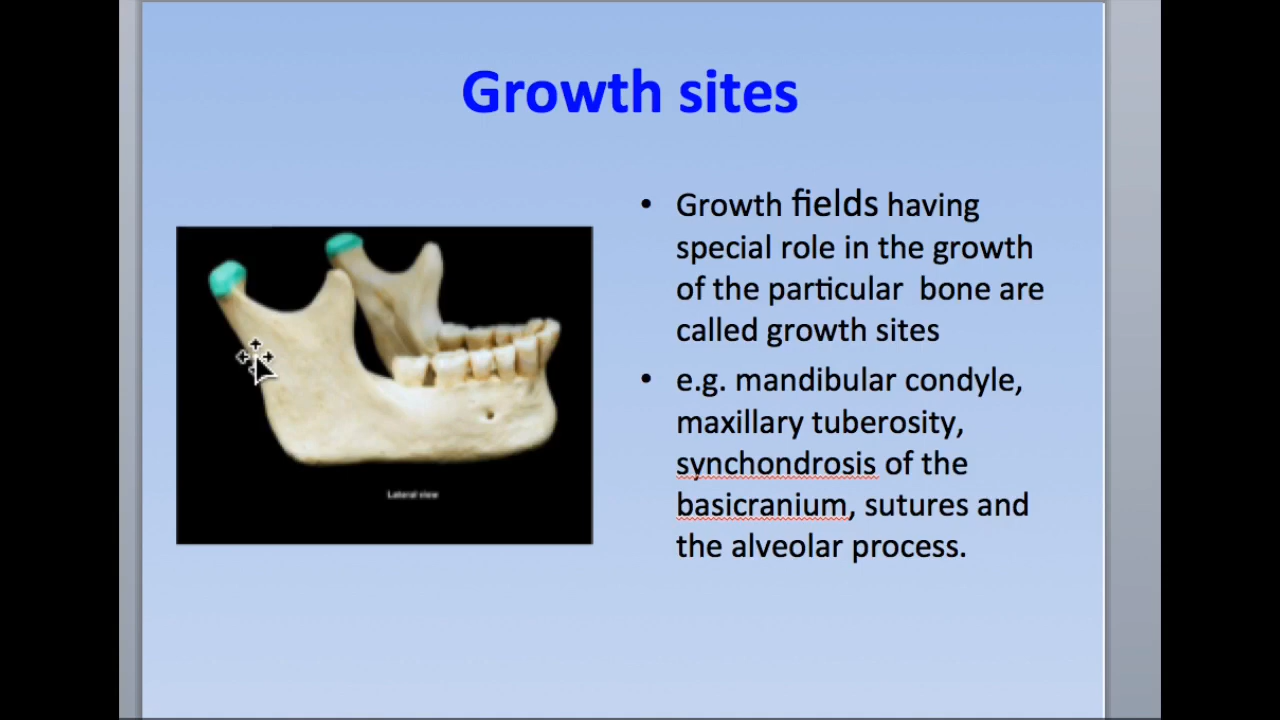 Growth sites
• Growth fields having
special role in the growth
of the particular  bone are
called growth sites
• e.g. mandibular condyle,
maxillary tuberosity,
synchondrosis of the
basicranium, sutures and
the alveolar process.
Lateral view